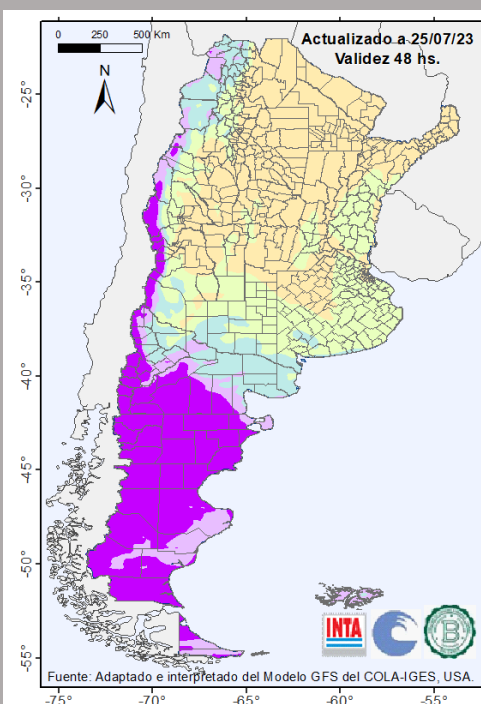 0 250 500 Km
Actualizado a 25/07/23
Validez 48 hs.
N
-25°
-30°
-35°
-40°
-45°
-50°
-55°
INTA
B
Fuente: Adaptado e interpretado del Modelo GFS del COLA-IGES, USA.
-75° -70° -65° -60° -55°